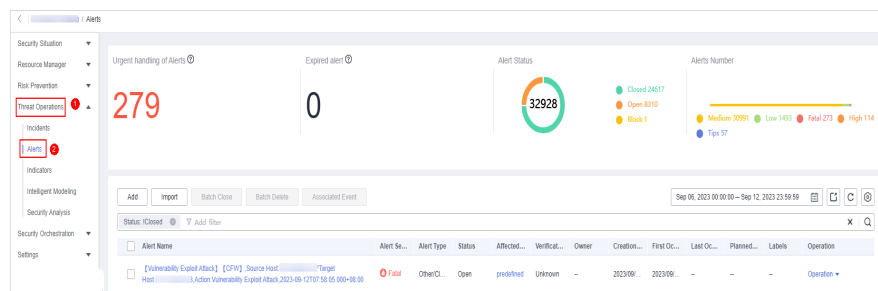 / Alerts
Security Situation
Resource Manager
Risk Prevention
Threat Operations 1
Incidents
Alerts 2
Indicators
Intelligent Modeling
Security Analysis
Security Orchestration
Settings
Urgent handling of Alerts
279
Expired alert
0
Alert Status
32928
Closed 24617
Open 8310
Block 1
Alerts Number
Medium 30991 Low 1493 Fatal 273 High 114
Tips 57
Add Import Batch Close Batch Delete Associated Event
Sep 06, 2023 00:00:00 – Sep 12, 2023 23:59:59
Status: !Closed Add filter
Alert Name Alert Se... Alert Type Status Affected... Verificat... Owner Creation... First Oc... Last Oc... Planned... Labels Operation
【Vulnerability Exploit Attack】【CFW】,Source Host: Target
Host ,Action Vulnerability Exploit Attack,2023-09-12T07:58:05.000+08:00
Fatal Other/Cl... Open predefined Unknown – 2023/09/... 2023/09/... – – – Operation